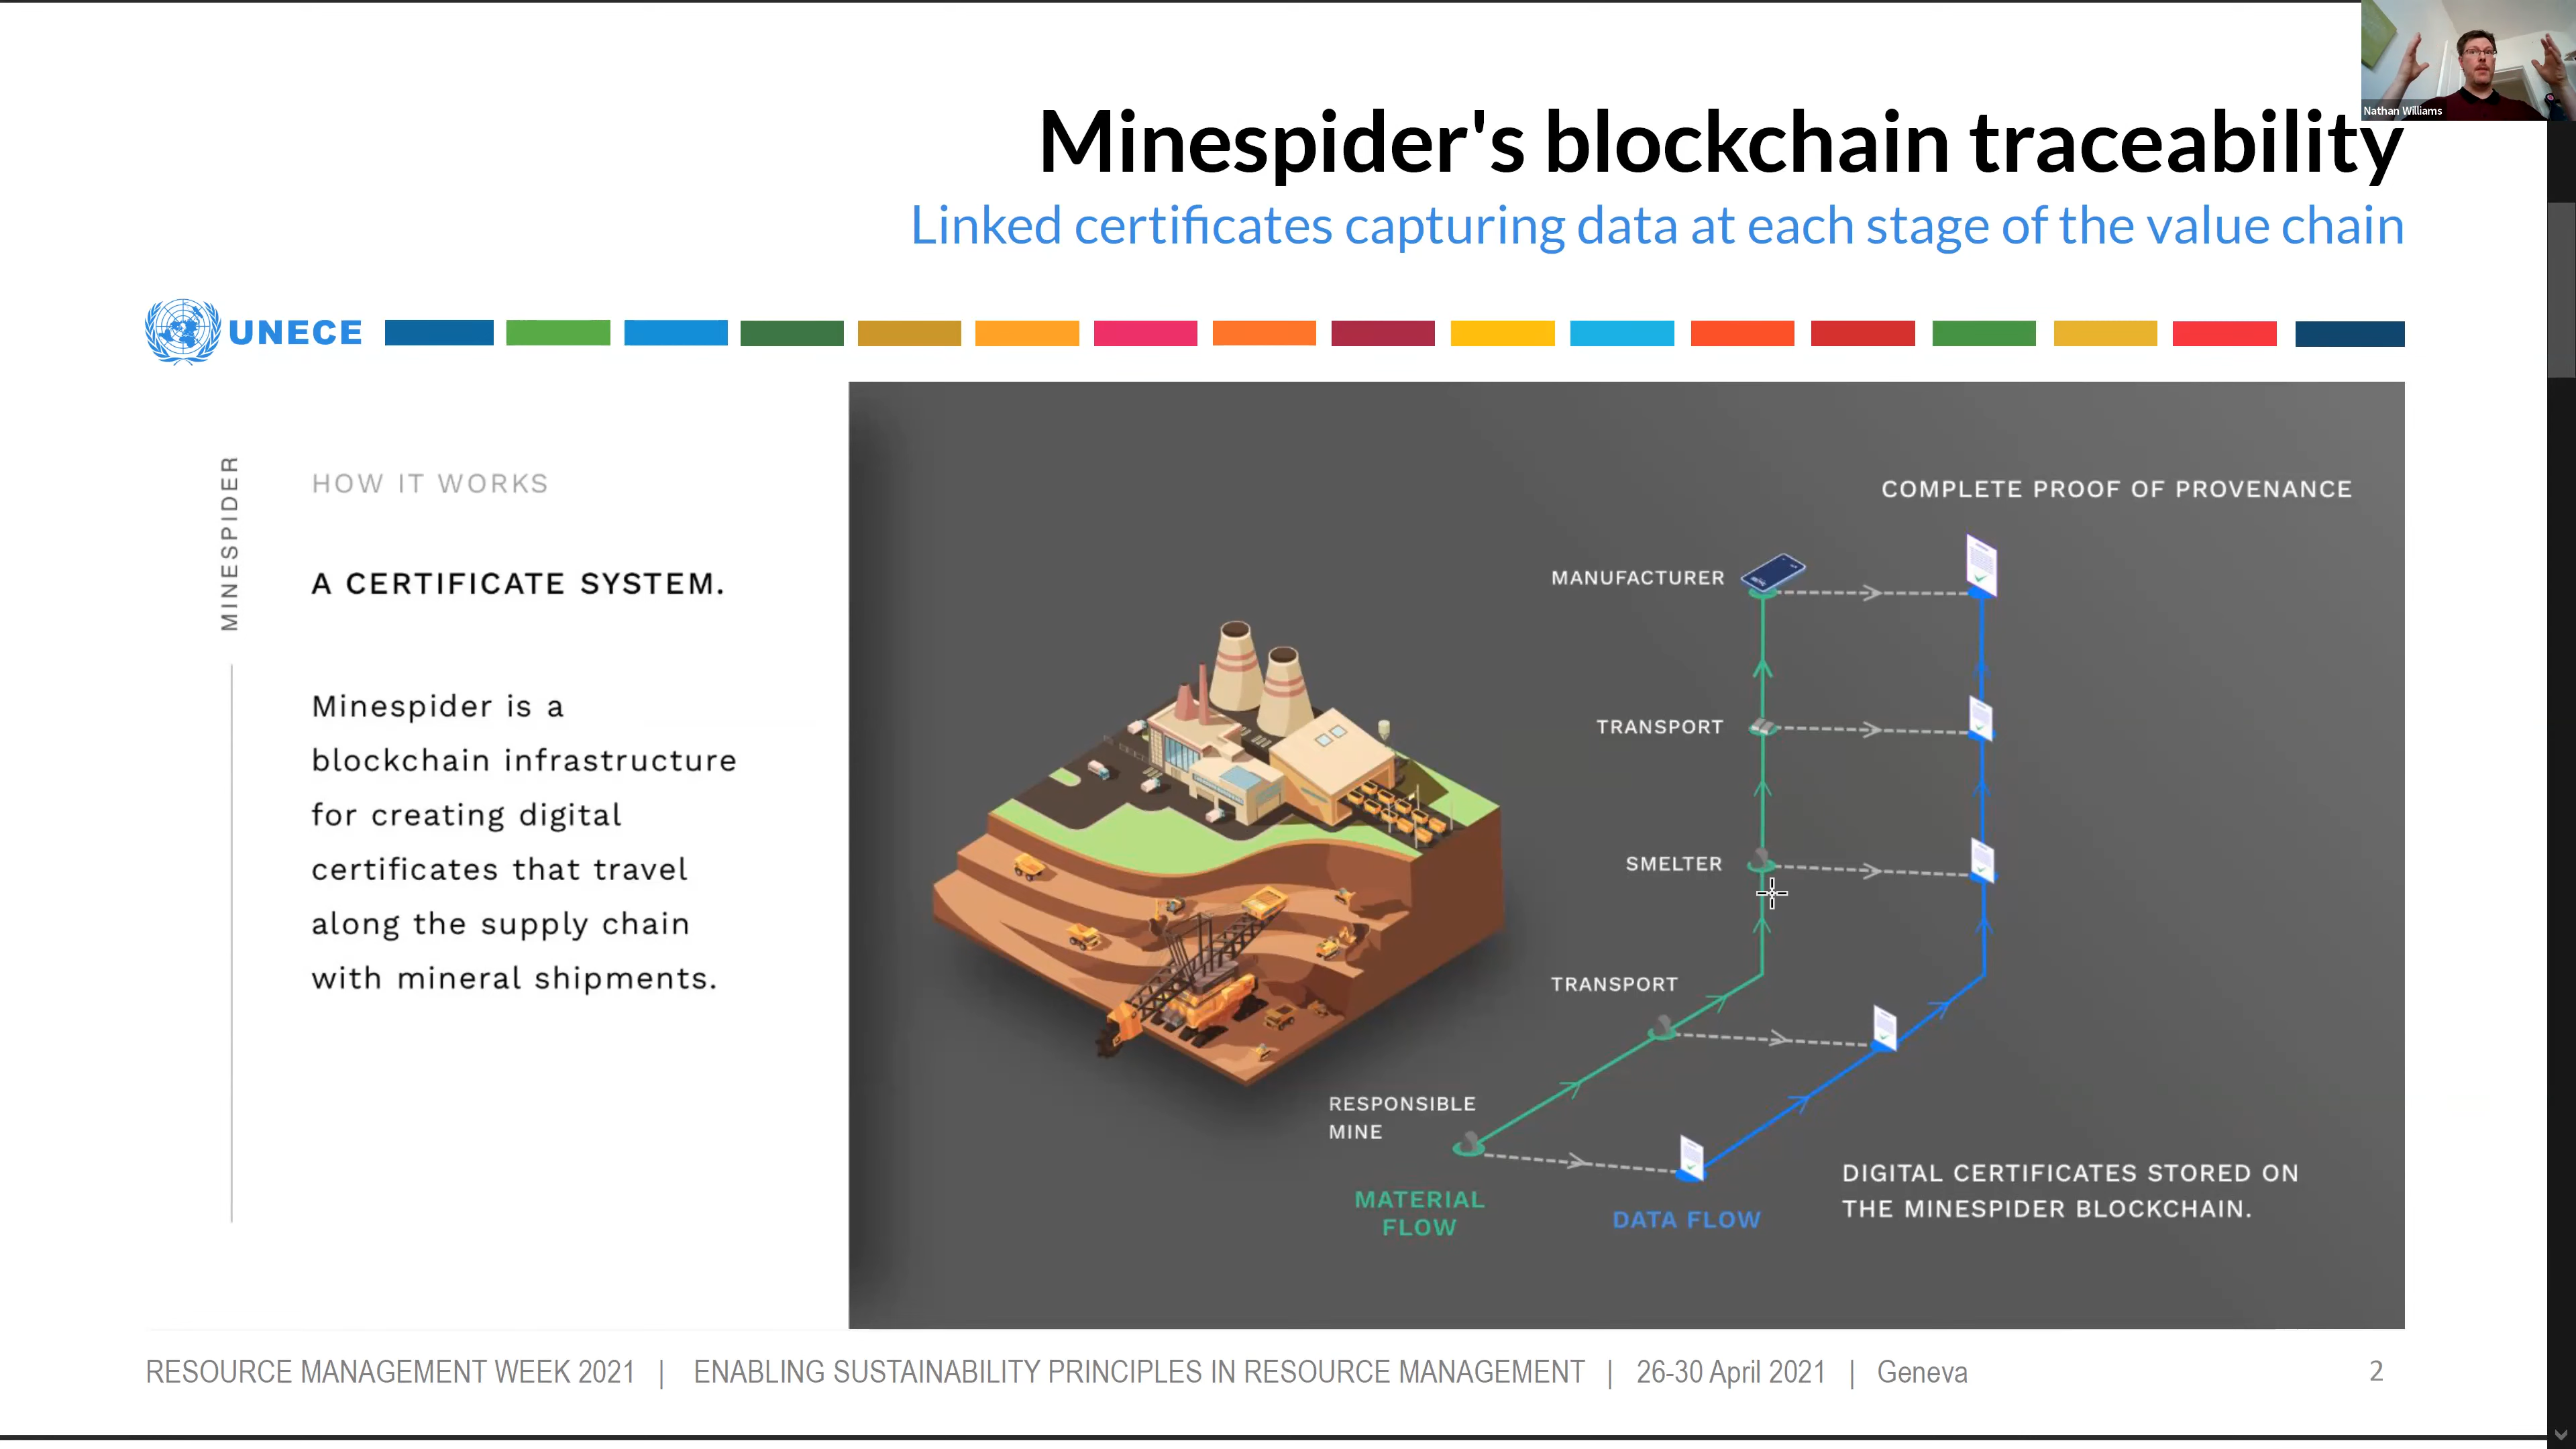 Nathan Williams
Minespider's blockchain traceability
Linked certificates capturing data at each stage of the value chain
UNECE
MINESPIDER
HOW IT WORKS
A CERTIFICATE SYSTEM.
Minespider is a
blockchain infrastructure
for creating digital
certificates that travel
along the supply chain
with mineral shipments.
COMPLETE PROOF OF PROVENANCE
MANUFACTURER
TRANSPORT
SMELTER
TRANSPORT
RESPONSIBLE
MINE
MATERIAL
FLOW
DATA FLOW
DIGITAL CERTIFICATES STORED ON
THE MINESPIDER BLOCKCHAIN.
RESOURCE MANAGEMENT WEEK 2021 | ENABLING SUSTAINABILITY PRINCIPLES IN RESOURCE MANAGEMENT | 26-30 April 2021 | Geneva
2